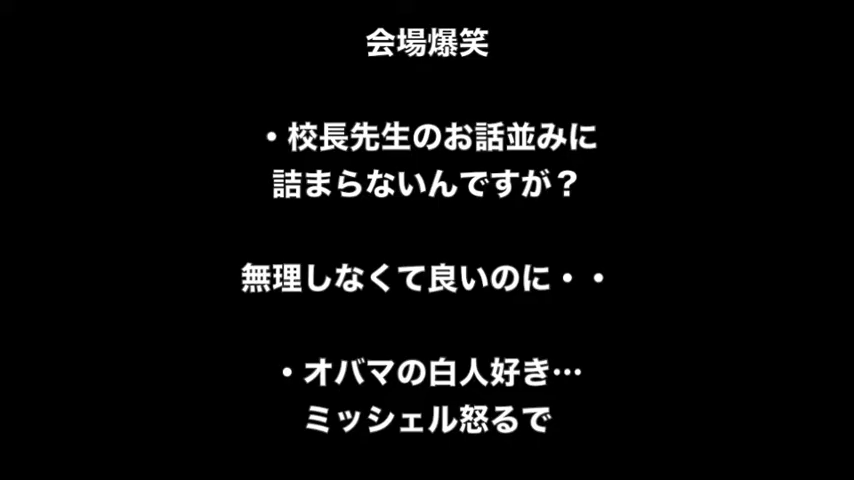 会場爆笑
・校長先生のお話並みに
詰まらないんですが？
無理しなくて良いのに・・
・オバマの白人好き…
ミッシェル怒るで